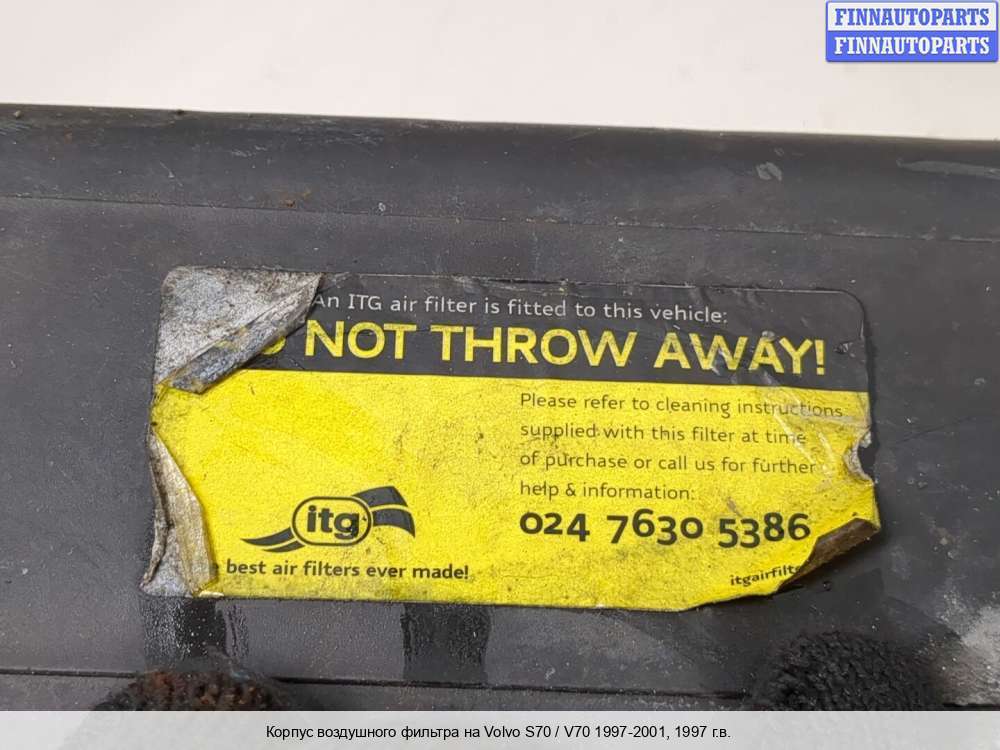 FINNAUTOPARTS
FINNAUTOPARTS
An ITG air filter is fitted to this vehicle:
NOT THROW AWAY!
Please refer to cleaning instructions
supplied with this filter at time
of purchase or call us for further
help & information:
024 7630 5386
itg
best air filters ever made!
itgairfilte
Корпус воздушного фильтра на Volvo S70 / V70 1997-2001, 1997 г.в.